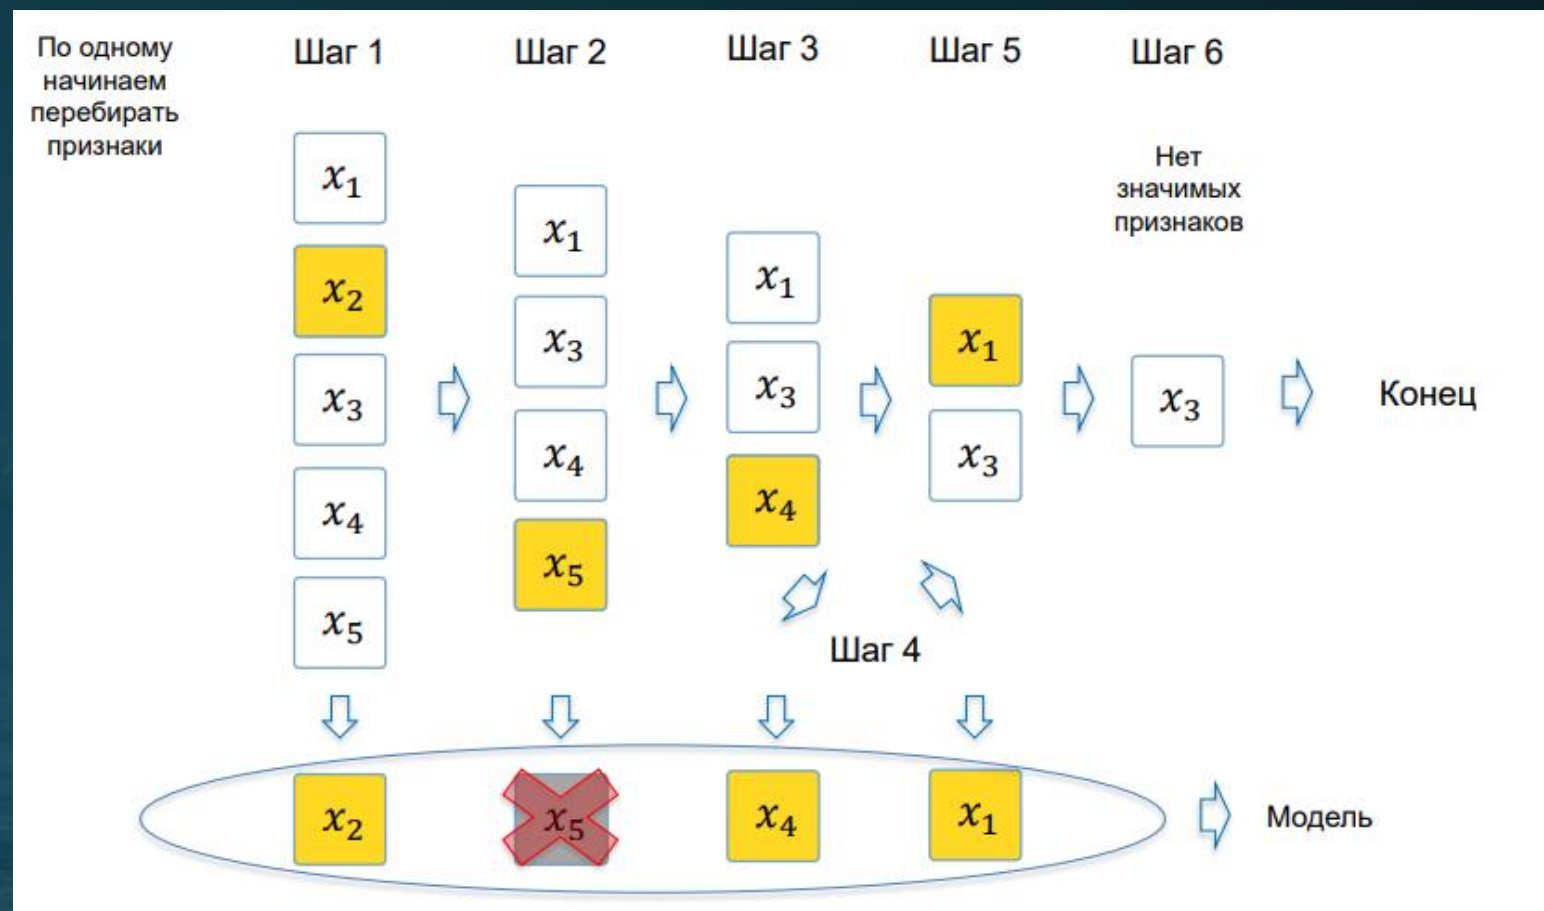 По одному
начинаем
перебирать
признаки
Шаг 1
Шаг 2
Шаг 3
Шаг 5
Шаг 6
Нет
значимых
признаков
x₁
x₂
x₃
x₄
x₅
x₁
x₃
x₄
x₅
x₁
x₃
x₄
x₁
x₃
x₃
Конец
Шаг 4
x₂
x₅
x₄
x₁
Модель